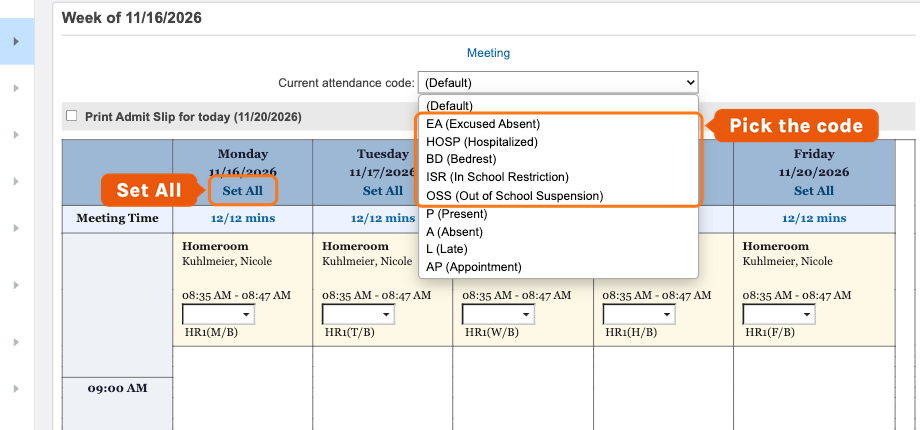 Week of 11/16/2026
Meeting
Current attendance code: (Default)
(Default)
EA (Excused Absent)
HOSP (Hospitalized)
BD (Bedrest)
ISR (In School Restriction)
OSS (Out of School Suspension)
P (Present)
A (Absent)
L (Late)
AP (Appointment)
Pick the code
Print Admit Slip for today (11/20/2026)
Monday Tuesday Friday
11/16/2026 11/17/2026 11/20/2026
Set All Set All Set All Set All
Meeting Time 12/12 mins 12/12 mins 12/12 mins
Homeroom Homeroom Homeroom
Kuhlmeier, Nicole Kuhlmeier, Nicole Kuhlmeier, Nicole
08:35 AM - 08:47 AM 08:35 AM - 08:47 AM 08:35 AM - 08:47 AM 08:35 AM - 08:47 AM 08:35 AM - 08:47 AM
HR1(M/B) HR1(T/B) HR1(W/B) HR1(H/B) HR1(F/B)
09:00 AM